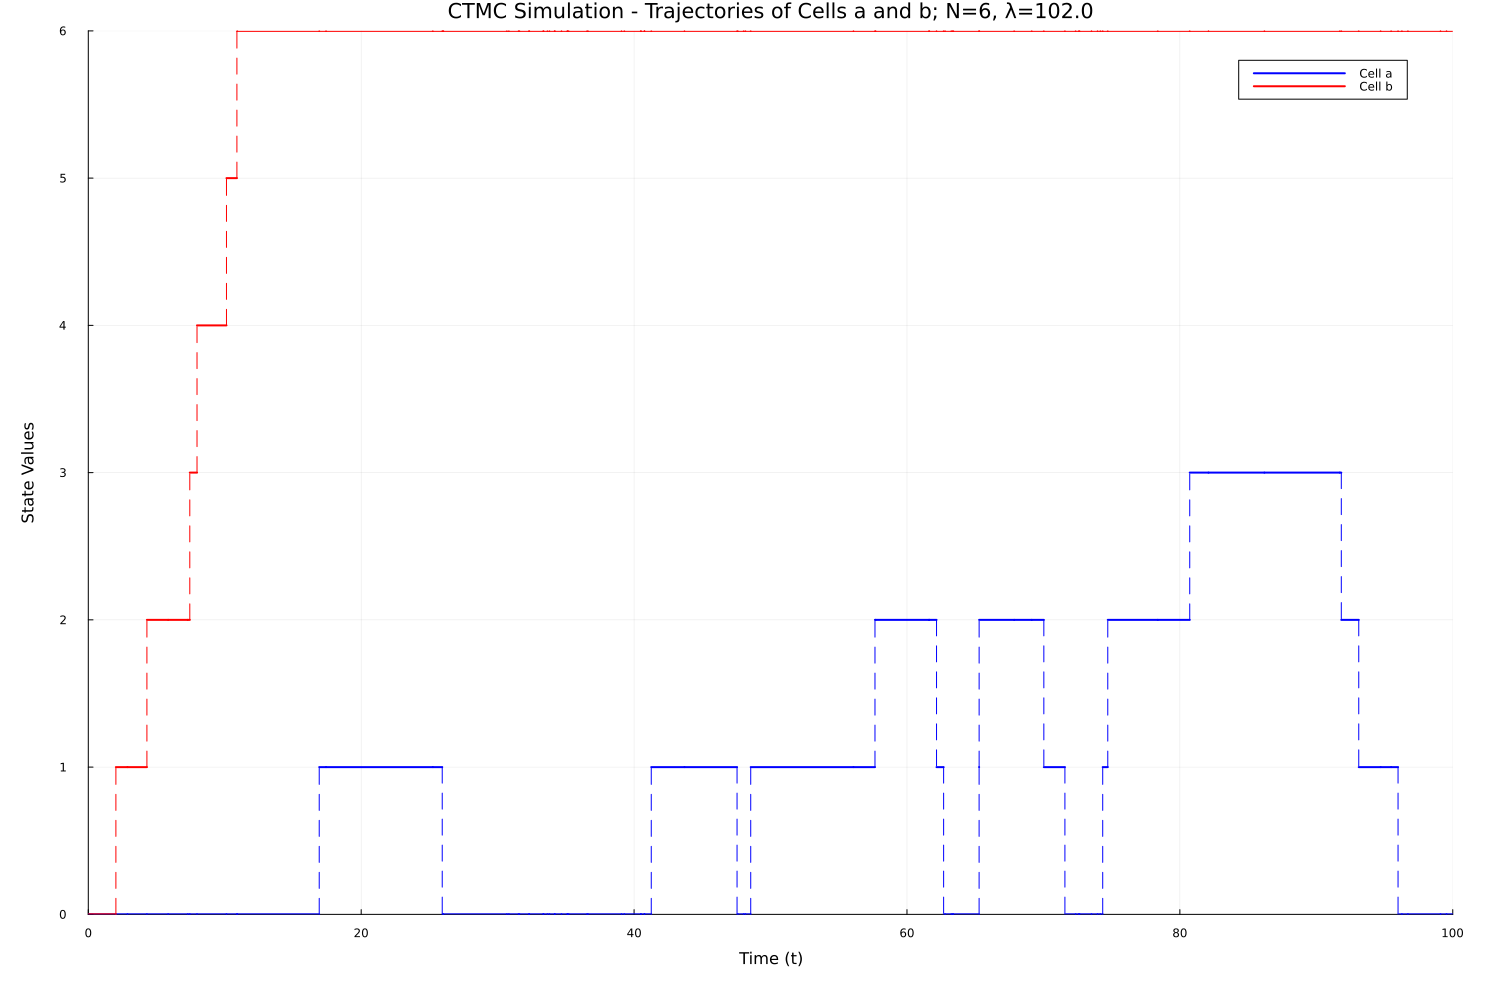 CTMC Simulation - Trajectories of Cells a and b; N=6, λ=102.0
6
Cell a
Cell b
5
4
3
2
1
0
State Values
0 20 40 60 80 100
Time (t)